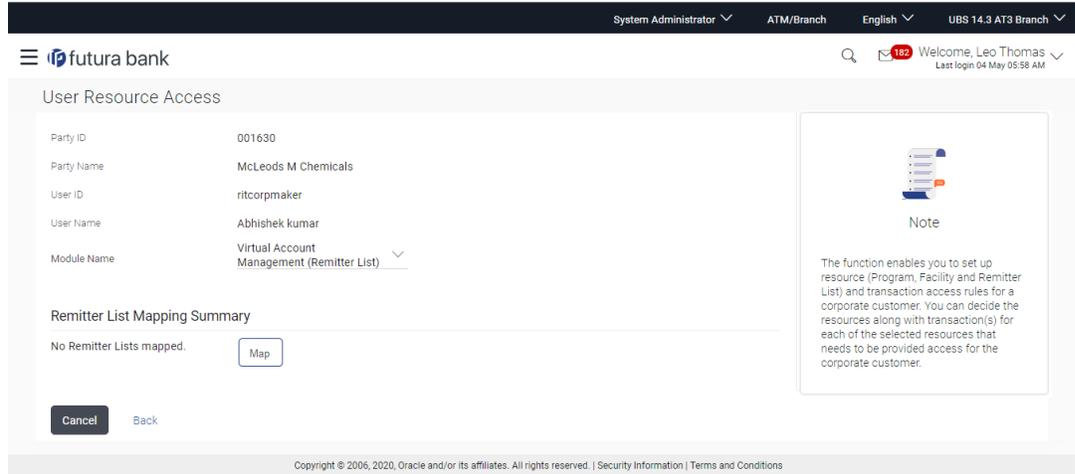 System Administrator ATM/Branch English UBS 14.3 AT3 Branch
futura bank
182 Welcome, Leo Thomas
Last login 04 May 05:58 AM
User Resource Access
Party ID 001630
Party Name McLeods M Chemicals
User ID ritcorpmaker
User Name Abhishek kumar
Module Name Virtual Account
Management (Remitter List)
Remitter List Mapping Summary
No Remitter Lists mapped. Map
Cancel Back
Note
The function enables you to set up
resource (Program, Facility and Remitter
List) and transaction access rules for a
corporate customer. You can decide the
resources along with transaction(s) for
each of the selected resources that
needs to be provided access for the
corporate customer.
Copyright © 2006, 2020, Oracle and/or its affiliates. All rights reserved. | Security Information | Terms and Conditions